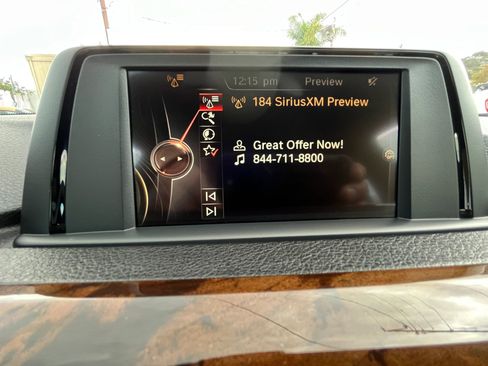 12:15 pm Preview
184 SiriusXM Preview
Great Offer Now!
844-711-8800